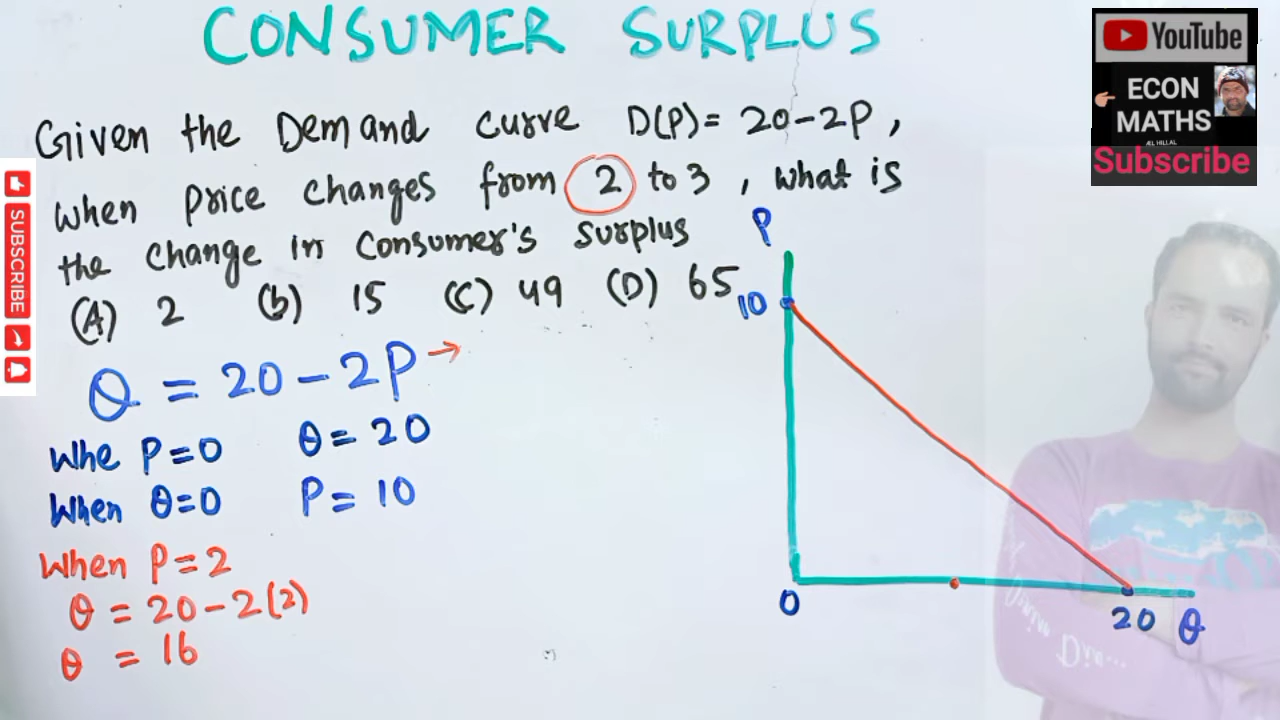 CONSUMER SURPLUS
Given the Demand curve D(P) = 20-2P,
when price changes from 2 to 3, what is
the change in consumer's surplus
(A) 2 (b) 15 (C) 49 (D) 65
Q = 20-2P →
Whe P=0 Q=20
When Q=0 P=10
When P=2
Q = 20-2(2)
Q = 16
P
10
0
20 Q
YouTube
ECON
MATHS
ÆL HILLAL
Subscribe
SUBSCRIBE